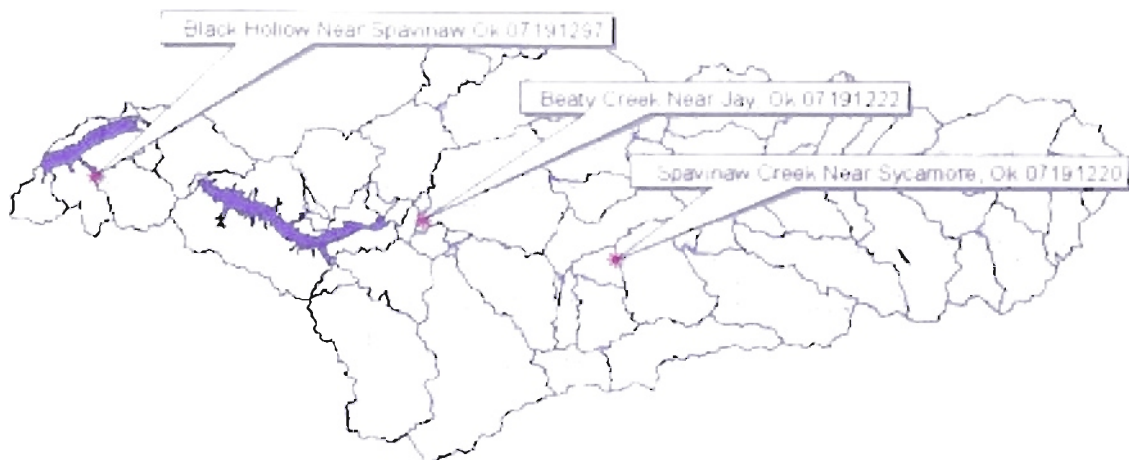 Black Hollow Near Spavinaw Ok 07191297
Beaty Creek Near Jay, Ok 07191222
Spavinaw Creek Near Sycamore, Ok 07191220